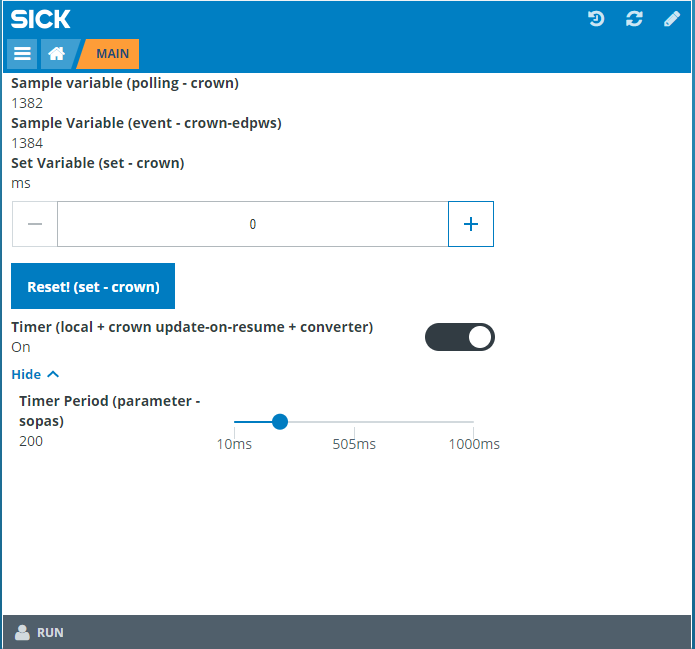 SICK
MAIN
Sample variable (polling - crown)
1382
Sample Variable (event - crown-edpws)
1384
Set Variable (set - crown)
ms
0
Reset! (set - crown)
Timer (local + crown update-on-resume + converter)
On
Hide
Timer Period (parameter -
sopas)
200
10ms 505ms 1000ms
RUN